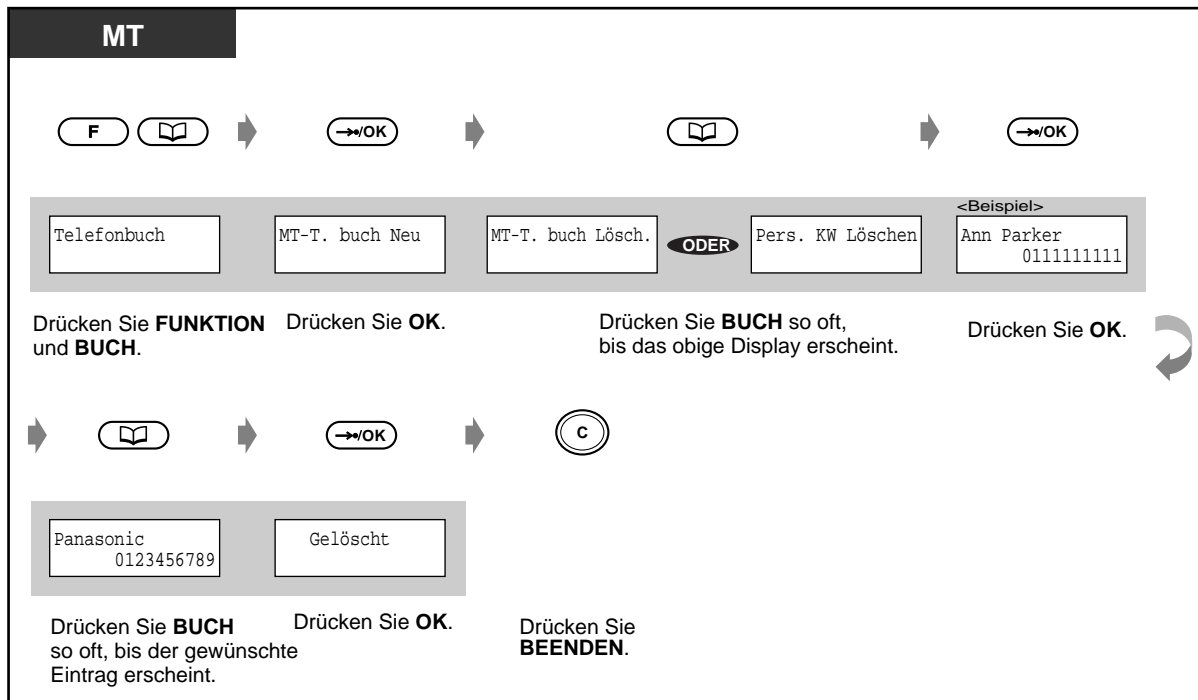 MT
F
/OK
/OK
<Beispiel>
Telefonbuch
MT-T. buch Neu
MT-T. buch Lösch.
ODER
Pers. KW Löschen
Ann Parker
0111111111
Drücken Sie FUNKTION
und BUCH.
Drücken Sie OK.
Drücken Sie BUCH so oft,
bis das obige Display erscheint.
Drücken Sie OK.
/OK
C
Panasonic
0123456789
Gelöscht
Drücken Sie BUCH
so oft, bis der gewünschte
Eintrag erscheint.
Drücken Sie OK.
Drücken Sie
BEENDEN.